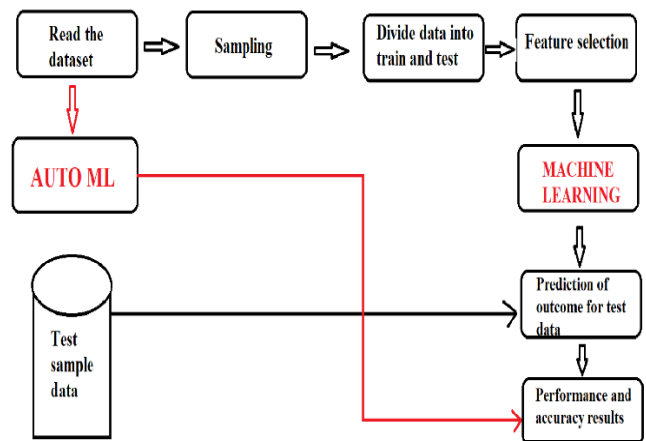 Read the
dataset
Sampling
Divide data into
train and test
Feature selection
AUTO ML
MACHINE
LEARNING
Prediction of
outcome for test
data
Test
sample
data
Performance and
accuracy results